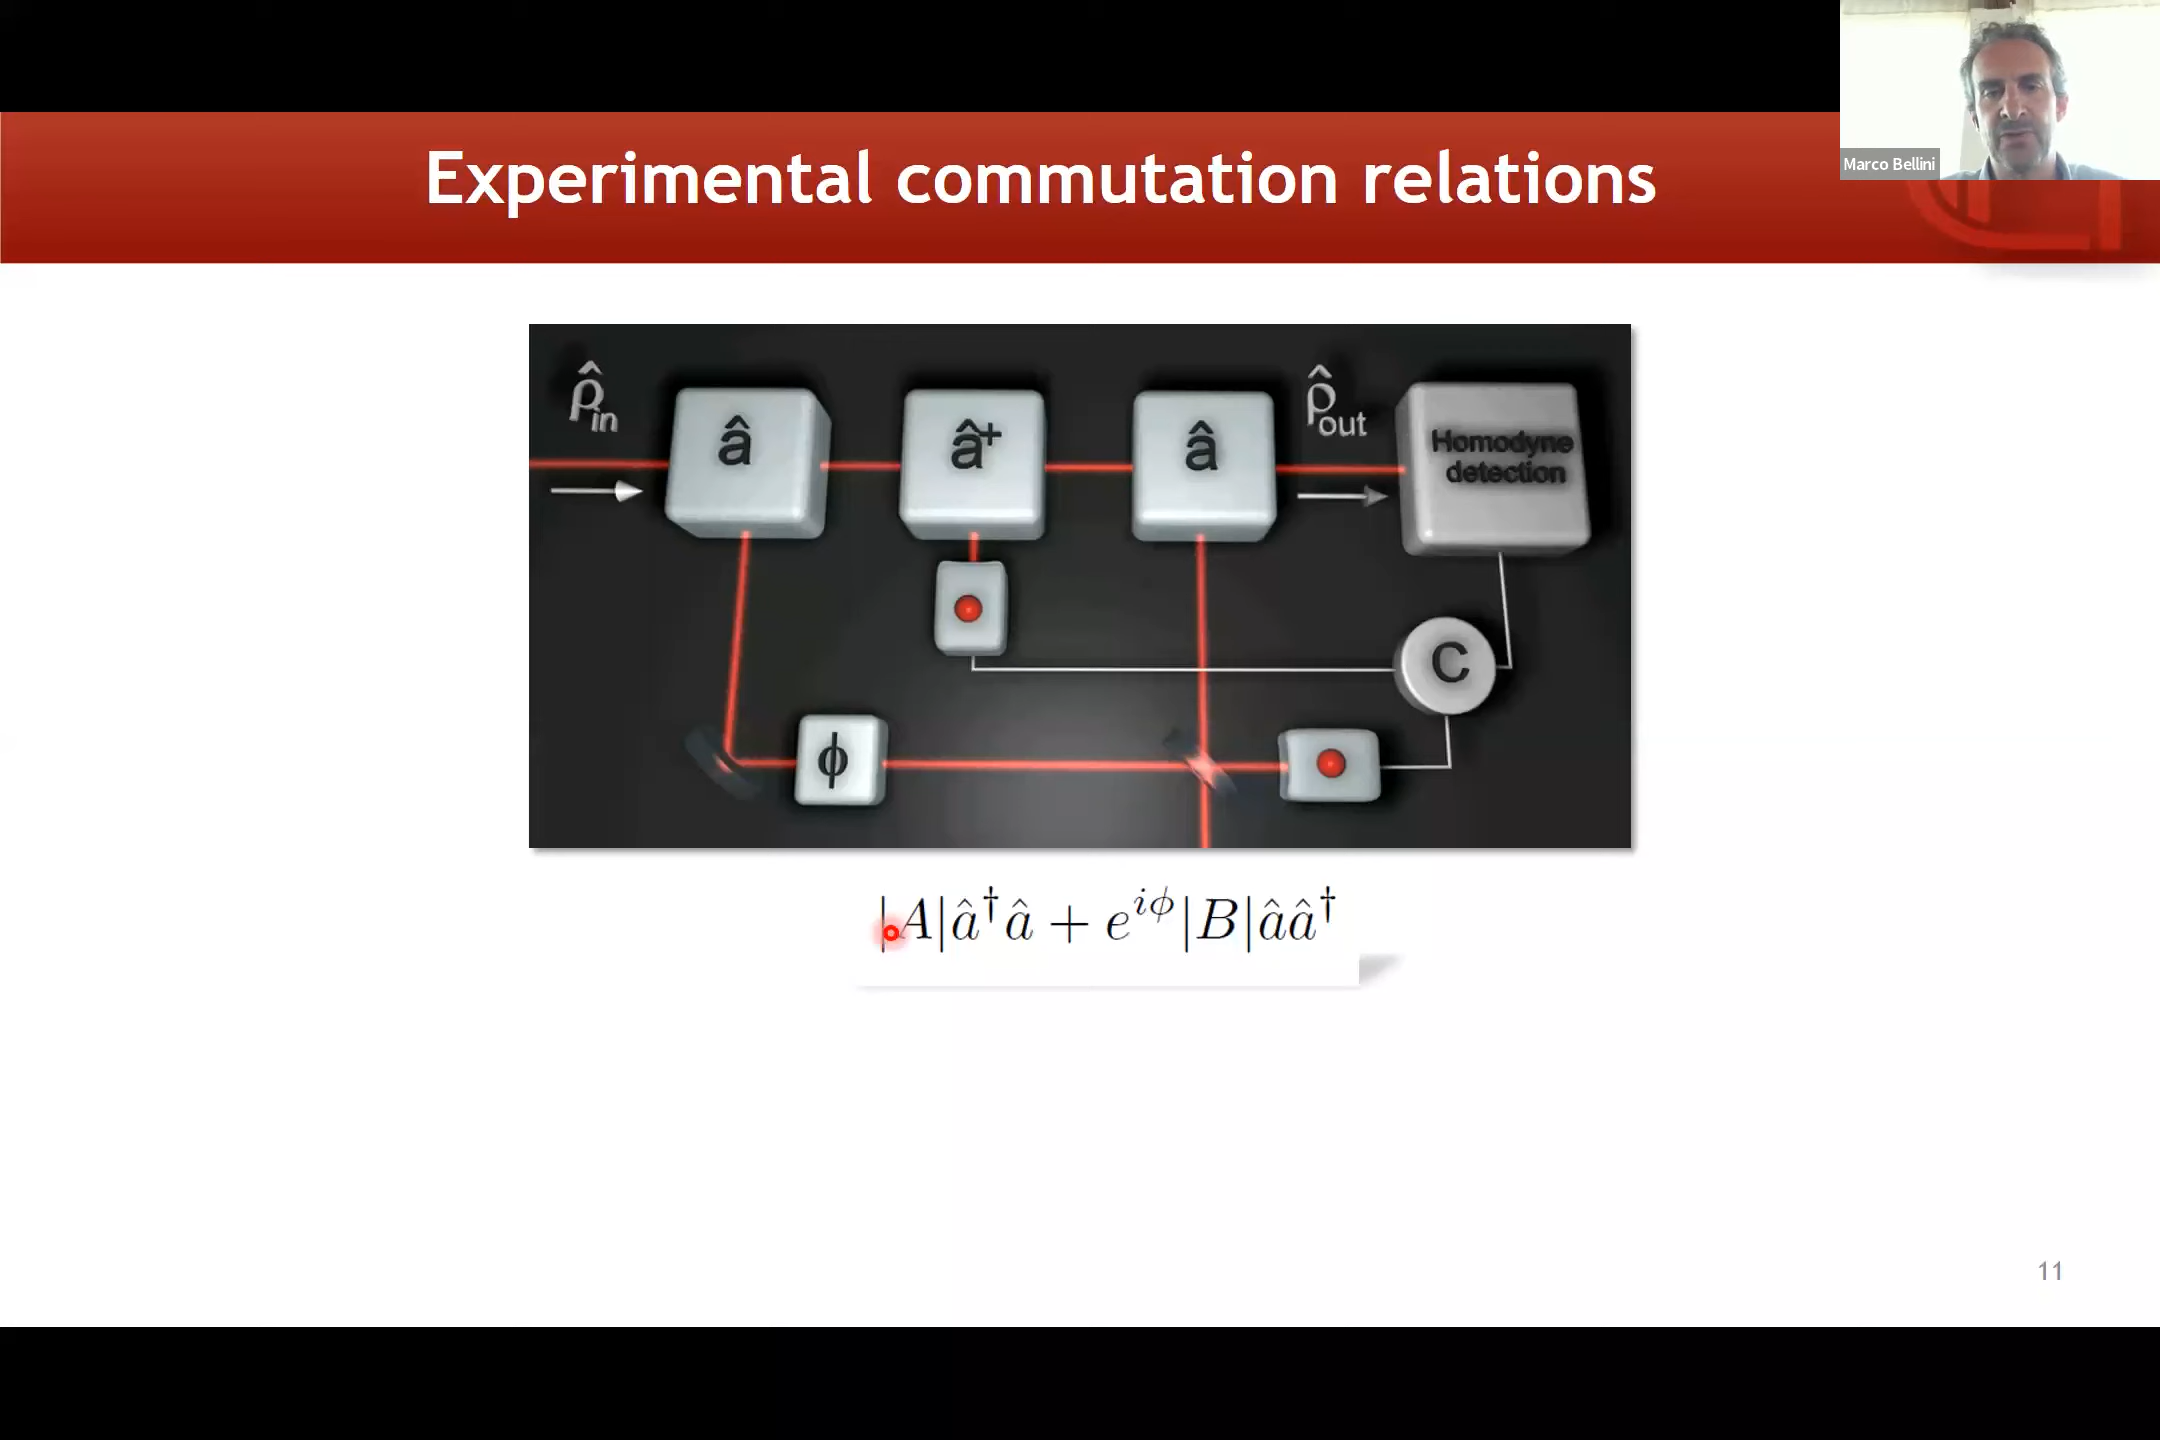 Marco Bellini
Experimental commutation relations
ρ̂in
â
â+
â
ρ̂out
Homodyne
detection
C
ϕ
|A|â†â + e^{iϕ}|B|ââ†
11